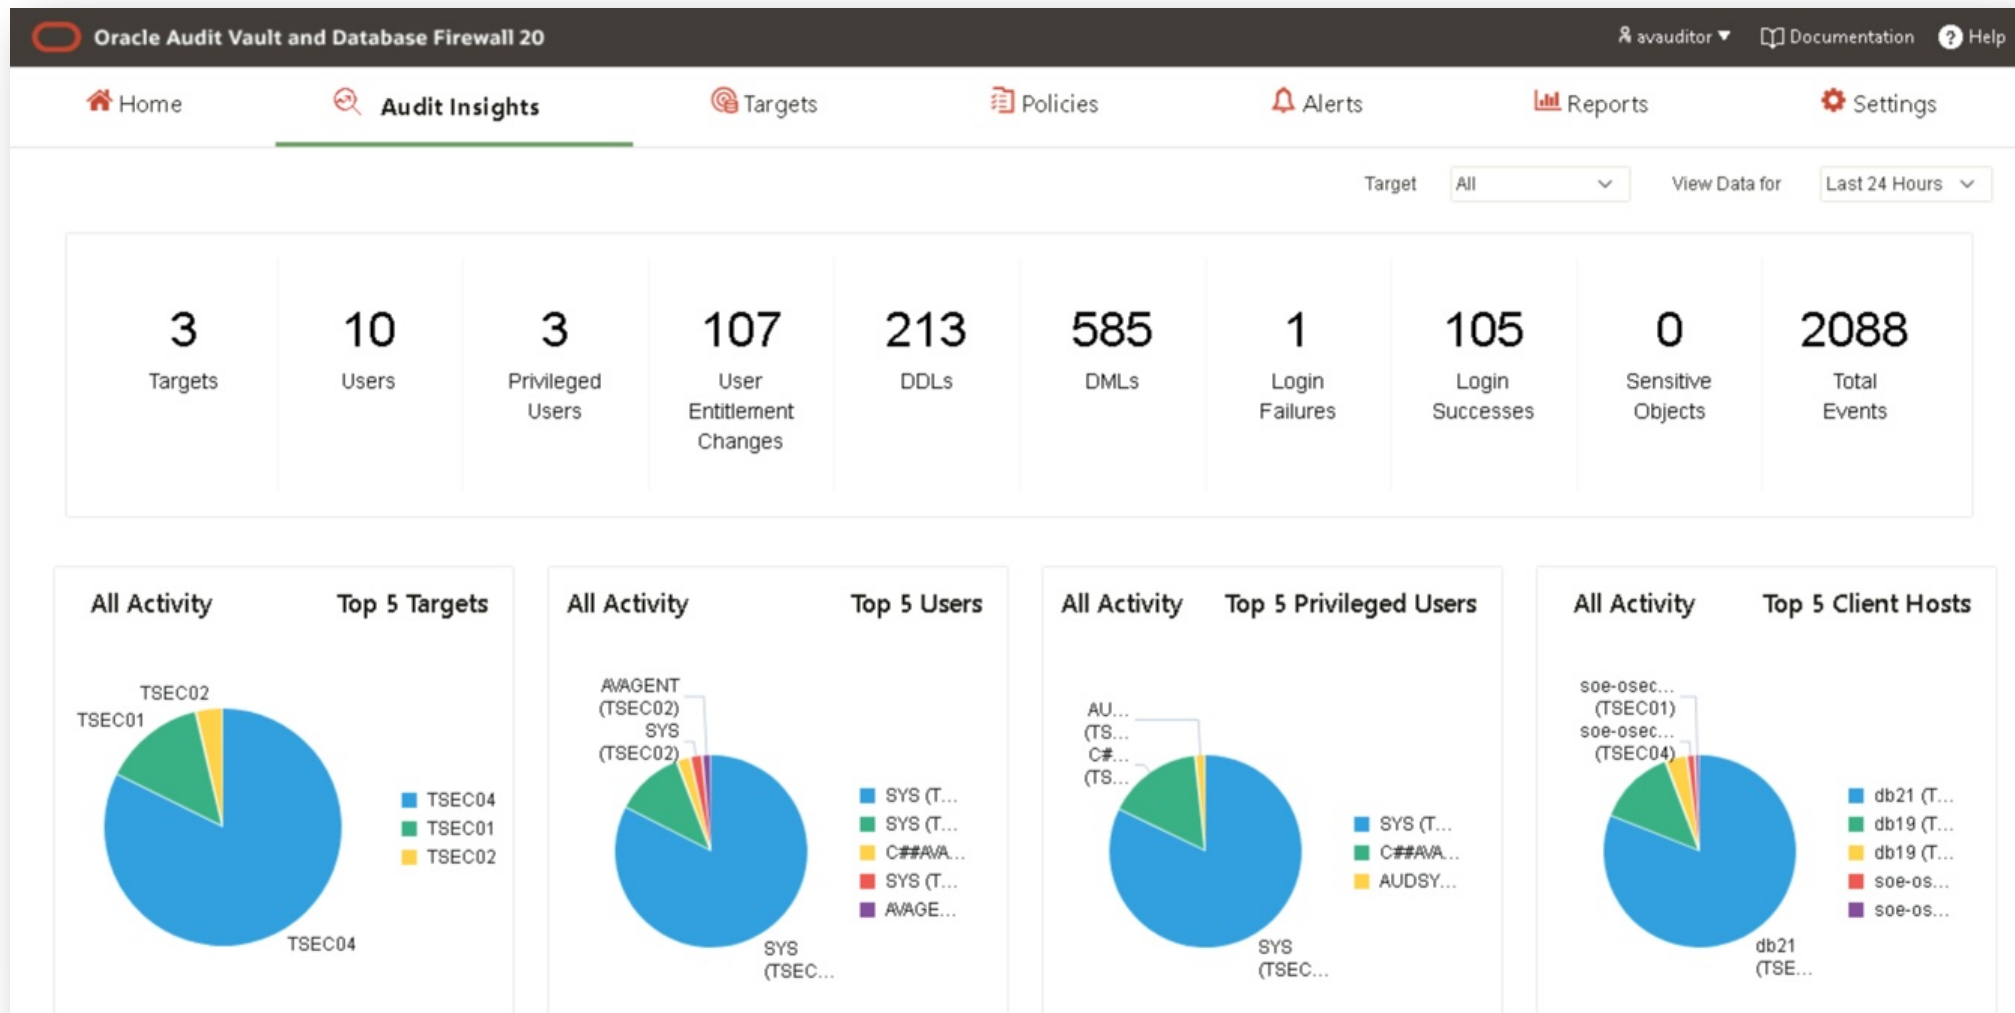 Oracle Audit Vault and Database Firewall 20
avauditor
Documentation
? Help
Home
Audit Insights
Targets
Policies
Alerts
Reports
Settings
Target
All
View Data for
Last 24 Hours
3
Targets
10
Users
3
Privileged
Users
107
User
Entitlement
Changes
213
DDLs
585
DMLs
1
Login
Failures
105
Login
Successes
0
Sensitive
Objects
2088
Total
Events
All Activity
Top 5 Targets
TSEC02
TSEC01
TSEC04
TSEC04
TSEC01
TSEC02
All Activity
Top 5 Users
AVAGENT
(TSEC02)
SYS
(TSEC02)
SYS
(TSEC...
SYS (T...
SYS (T...
C##AVA...
SYS (T...
AVAGE...
All Activity
Top 5 Privileged Users
AU...
(TS...
C#...
(TS...
SYS
(TSEC...
SYS (T...
C##AVA...
AUDSY...
All Activity
Top 5 Client Hosts
soe-osec...
(TSEC01)
soe-osec...
(TSEC04)
db21
(TSE...
db21 (T...
db19 (T...
db19 (T...
soe-os...
soe-os...